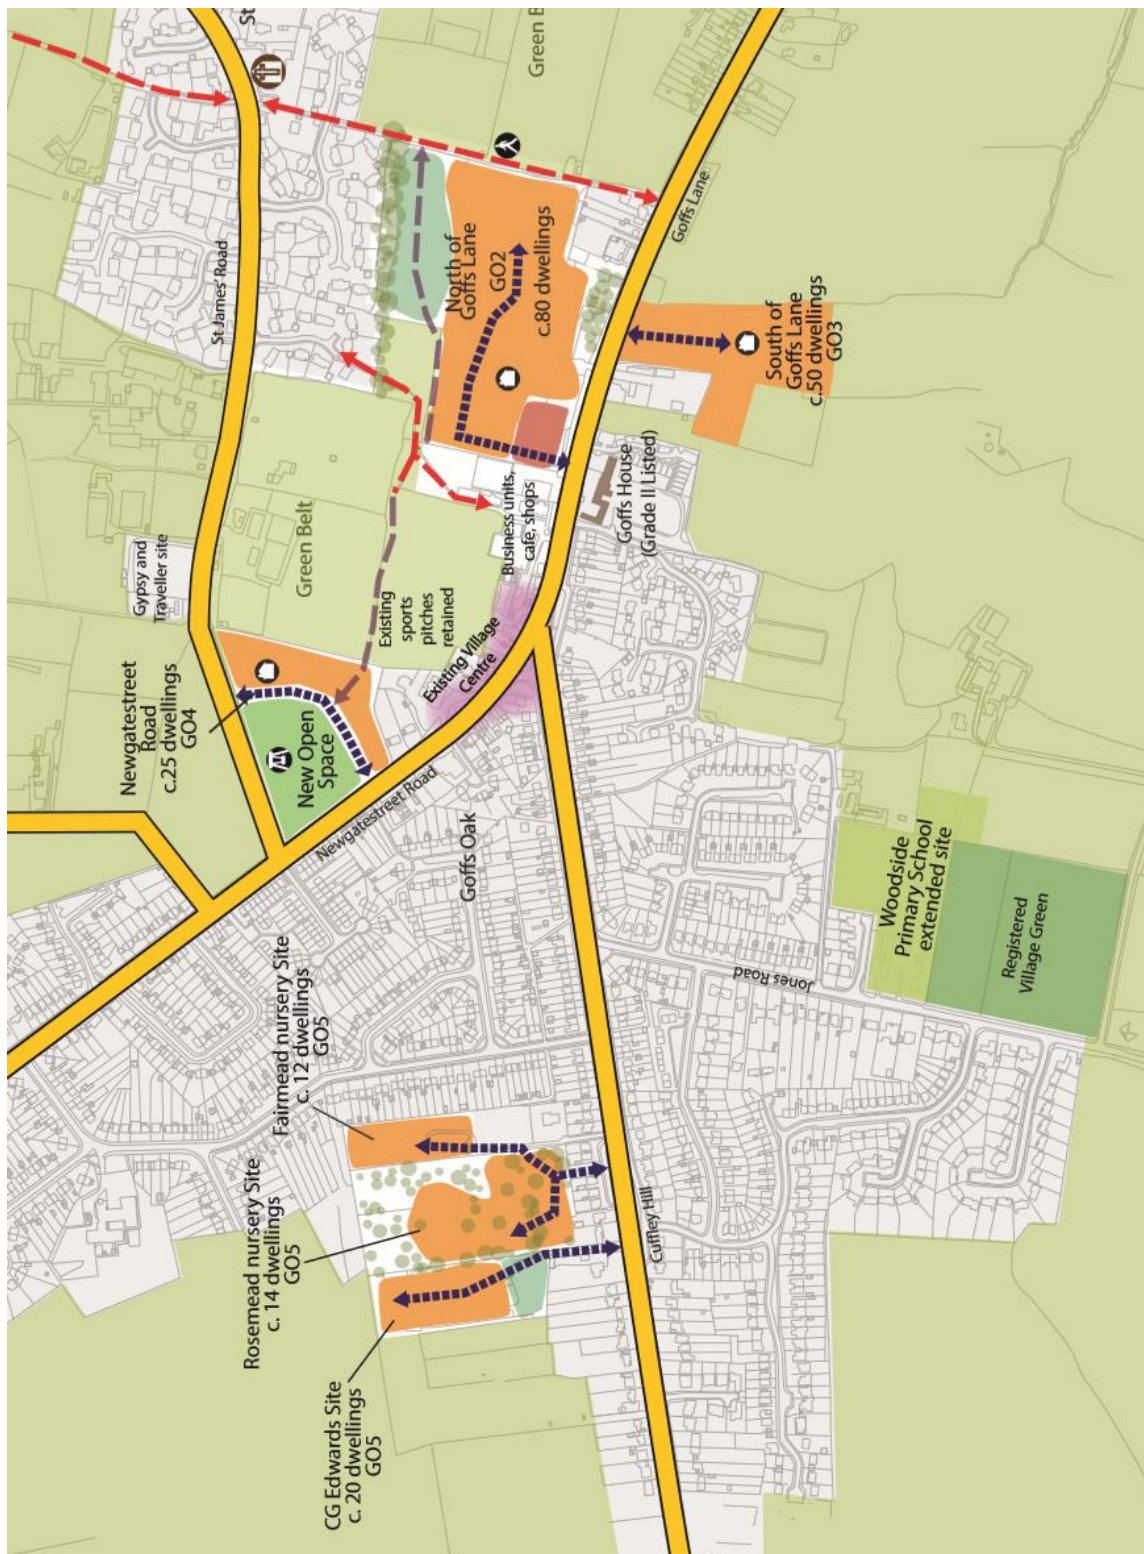 CG Edwards Site
c. 20 dwellings
GO5
Rosemead nursery Site
c. 14 dwellings
GO5
Fairmead nursery Site
c. 12 dwellings
GO5
Newgatestreet
Road
c.25 dwellings
GO4
Gypsy and
Traveller site
St James' Road
St
New Open
Space
Green Belt
Newgatestreet Road
Existing
sports
pitches
retained
North of
Goffs Lane
GO2
c.80 dwellings
Green B
Goffs Oak
Existing Village
Centre
Business units,
cafe, shops
Goffs House
(Grade II Listed)
Goffs Lane
South of
Goffs Lane
c.50 dwellings
GO3
Cuffley Hill
Jones Road
Woodside
Primary School
extended site
Registered
Village Green